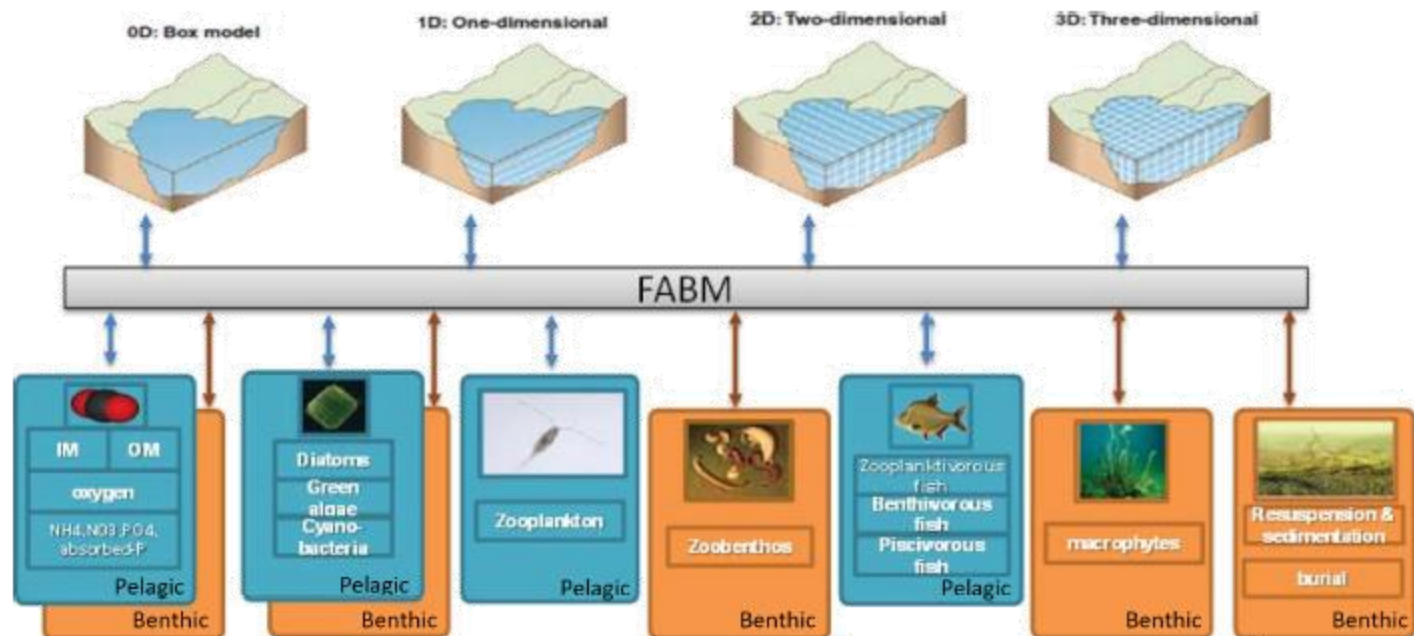 0D: Box model
1D: One-dimensional
2D: Two-dimensional
3D: Three-dimensional
FABM
IM
OM
oxygen
NH4,NO3,PO4,
absorbed-P
Pelagic
Benthic
Diatoms
Green
algae
Cyano-
bacteria
Pelagic
Benthic
Zooplankton
Pelagic
Zoobenthos
Benthic
Zooplanktivorous
fish
Benthivorous
fish
Piscivorous
fish
Pelagic
macrophytes
Benthic
Resuspension &
sedimentation
burial
Benthic